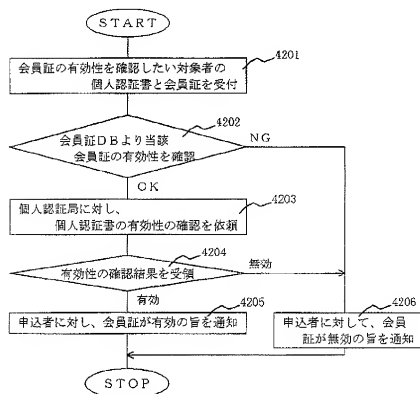 START
4201
会員証の有効性を確認したい対象者の
個人認証書と会員証を受付
4202
会員証DBより当該
会員証の有効性を確認
NG
OK
4203
個人認証局に対し、
個人認証書の有効性の確認を依頼
4204
有効性の確認結果を受領
無効
有効
4205
申込者に対し、会員証が有効の旨を通知
4206
申込者に対して、会員
証が無効の旨を通知
STOP